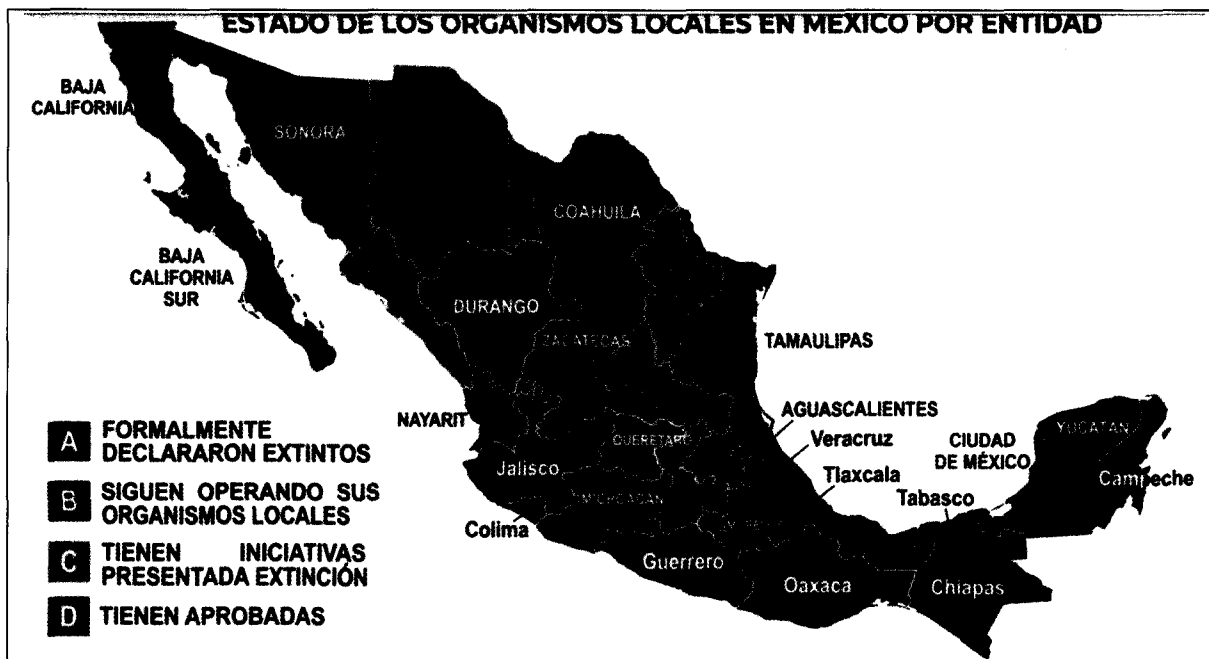 ESTADO DE LOS ORGANISMOS LOCALES EN MEXICO POR ENTIDAD
BAJA
CALIFORNIA
SONORA
COAHUILA
BAJA
CALIFORNIA
SUR
DURANGO
ZACATECAS
TAMAULIPAS
NAYARIT
AGUASCALIENTES
QUERETARO
Veracruz
CIUDAD
DE MÉXICO
YUCATÁN
Jalisco
Tlaxcala
Campeche
MICHOACÁN
Tabasco
Colima
Guerrero
Oaxaca
Chiapas
A FORMALMENTE
DECLARARON EXTINTOS
B SIGUEN OPERANDO SUS
ORGANISMOS LOCALES
C TIENEN INICIATIVAS
PRESENTADA EXTINCIÓN
D TIENEN APROBADAS